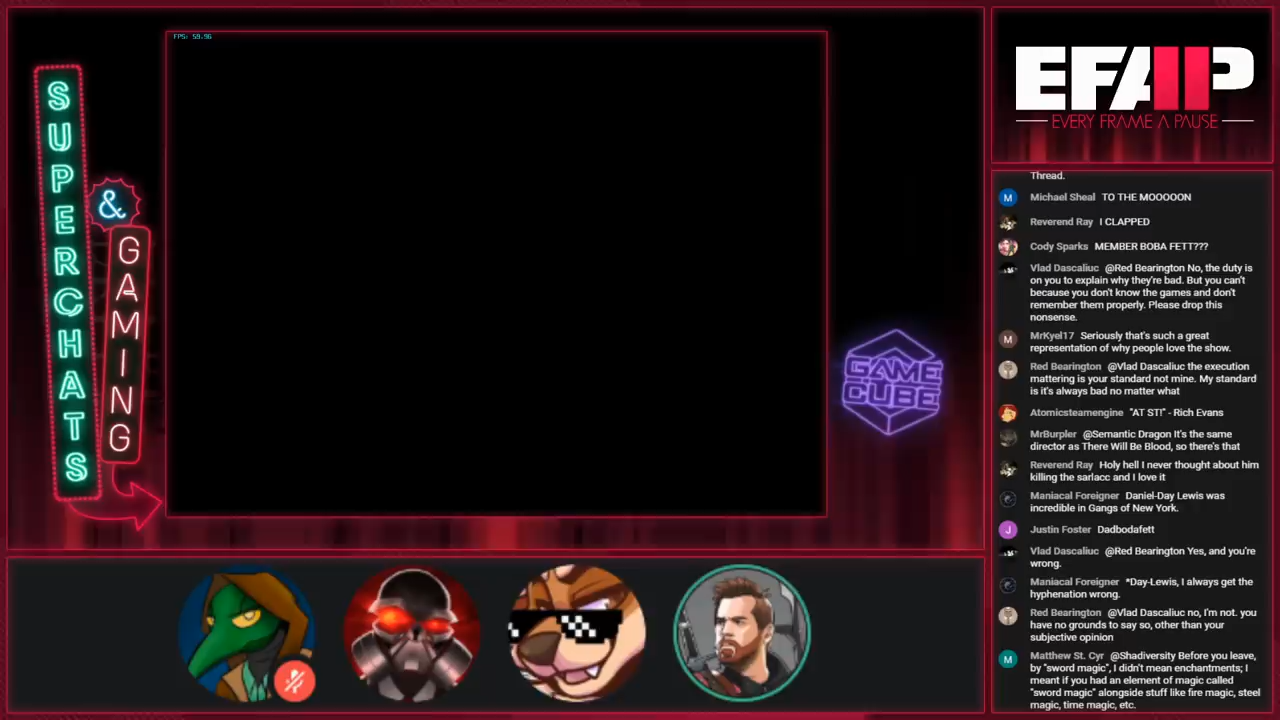 FPS: 59.96
SUPERCHATS
&
GAMING
GAME
CUBE
EFAP
EVERY FRAME A PAUSE
Thread.
M Michael Sheal TO THE MOOOOON
Reverend Ray I CLAPPED
Cody Sparks MEMBER BOBA FETT???
Vlad Dascaliuc @Red Bearington No, the duty is
on you to explain why they're bad. But you can't
because you don't know the games and don't
remember them properly. Please drop this
nonsense.
M MrKyel17 Seriously that's such a great
representation of why people love the show.
Red Bearington @Vlad Dascaliuc the execution
mattering is your standard not mine. My standard
is it's always bad no matter what
Atomicsteamengine "AT ST!" - Rich Evans
MrBurpler @Semantic Dragon It's the same
director as There Will Be Blood, so there's that
Reverend Ray Holy hell I never thought about him
killing the sarlacc and I love it
Maniacal Foreigner Daniel-Day Lewis was
incredible in Gangs of New York.
J Justin Foster Dadbodafett
Vlad Dascaliuc @Red Bearington Yes, and you're
wrong.
Maniacal Foreigner *Day-Lewis, I always get the
hyphenation wrong.
Red Bearington @Vlad Dascaliuc no, I'm not. you
have no grounds to say so, other than your
subjective opinion
M Matthew St. Cyr @Shadiversity Before you leave,
by "sword magic", I didn't mean enchantments; I
meant if you had an element of magic called
"sword magic" alongside stuff like fire magic, steel
magic, time magic, etc.